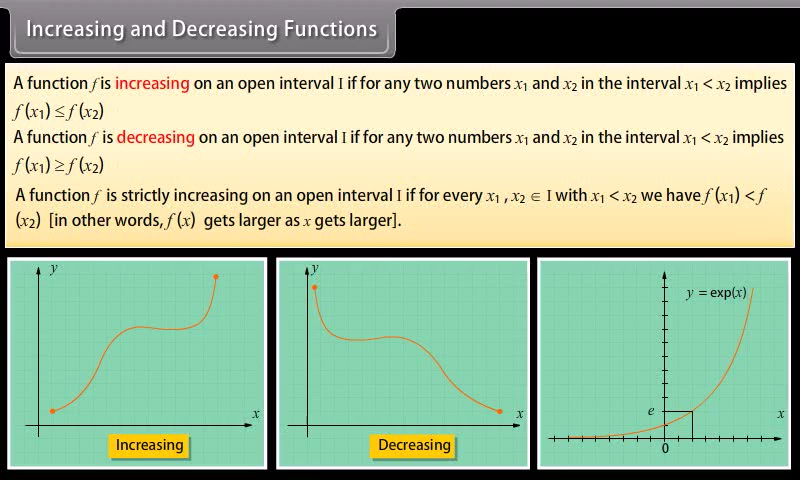 Increasing and Decreasing Functions
A function f is increasing on an open interval I if for any two numbers x₁ and x₂ in the interval x₁ < x₂ implies
f (x₁) ≤ f (x₂)
A function f is decreasing on an open interval I if for any two numbers x₁ and x₂ in the interval x₁ < x₂ implies
f (x₁) ≥ f (x₂)
A function f is strictly increasing on an open interval I if for every x₁ , x₂ ∈ I with x₁ < x₂ we have f (x₁) < f
(x₂) [in other words, f (x) gets larger as x gets larger].
y
x
Increasing
y
x
Decreasing
y = exp(x)
e
x
0